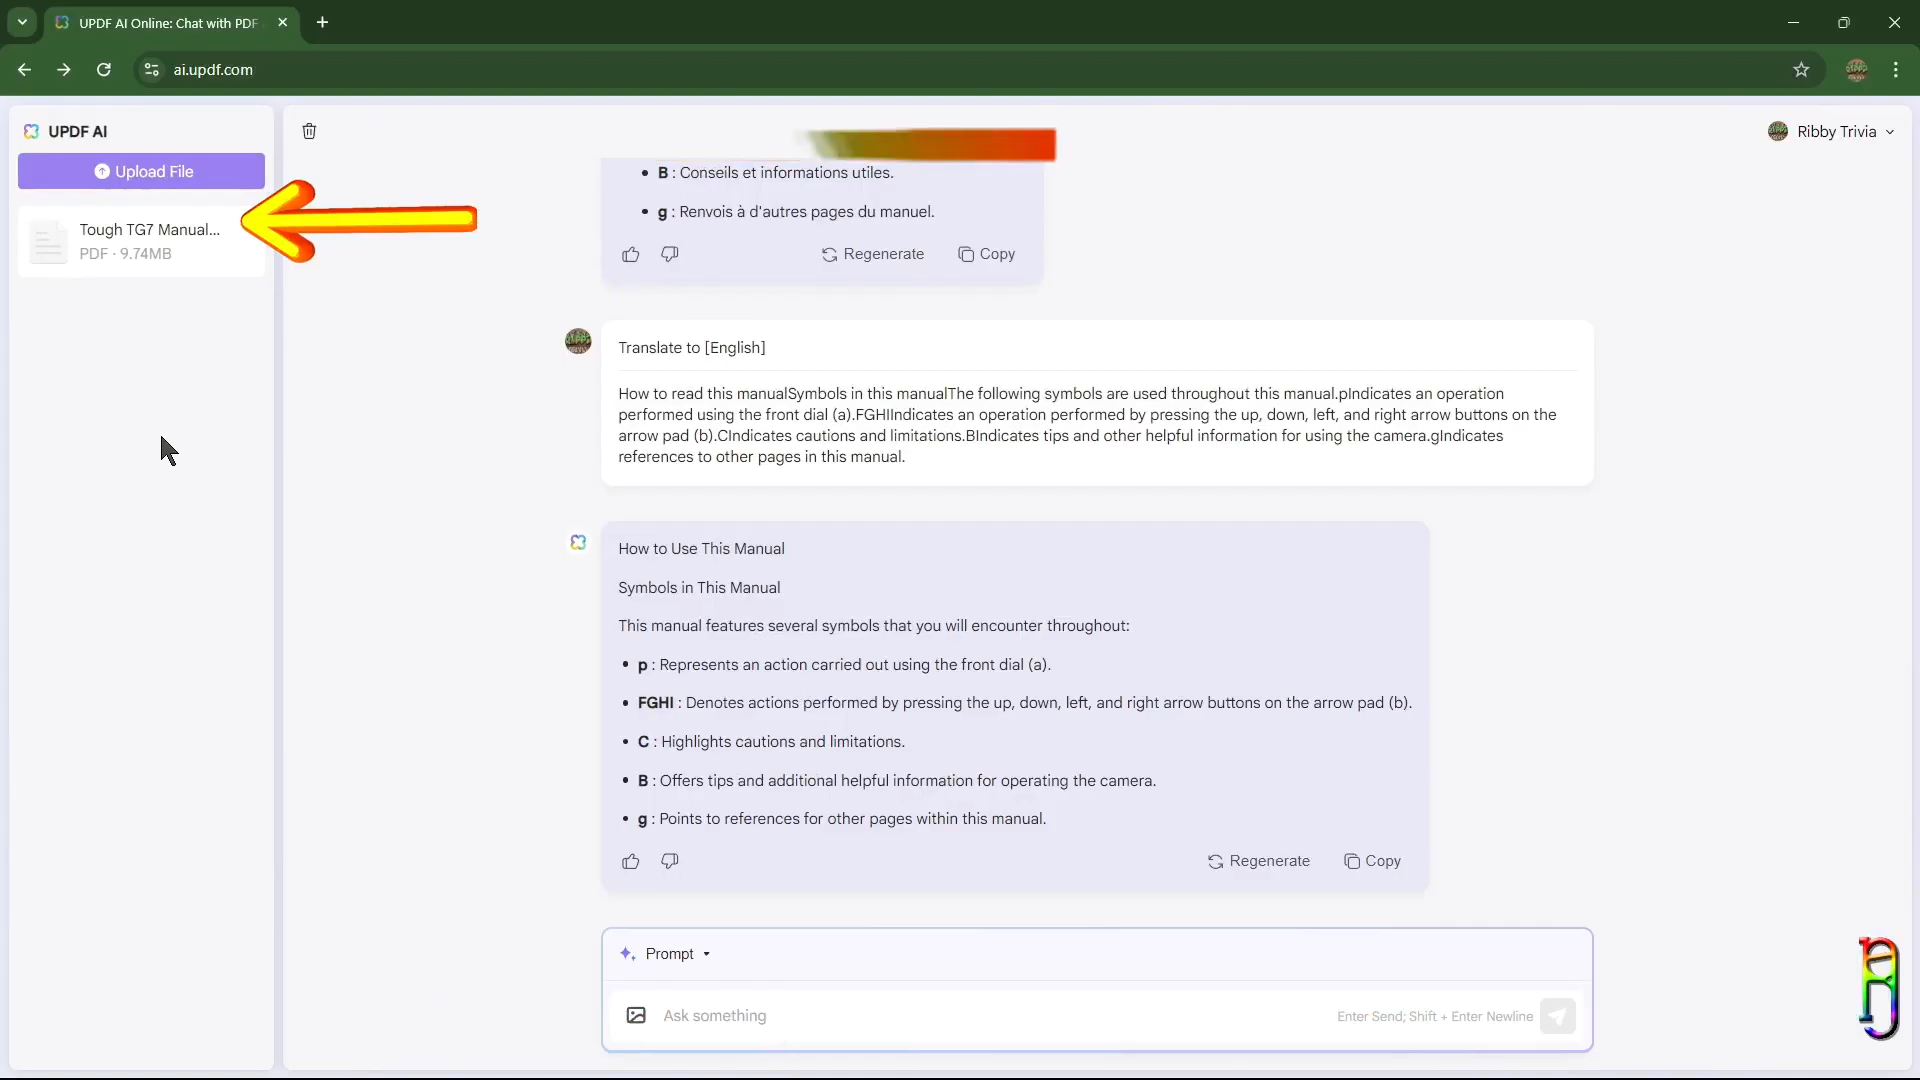 UPDF AI Online: Chat with PDF
ai.updf.com
UPDF AI
Upload File
Tough TG7 Manual...
PDF · 9.74MB
Ribby Trivia
B : Conseils et informations utiles.
g : Renvois à d'autres pages du manuel.
Regenerate
Copy
Translate to [English]
How to read this manualSymbols in this manualThe following symbols are used throughout this manual.pIndicates an operation
performed using the front dial (a).FGHIIndicates an operation performed by pressing the up, down, left, and right arrow buttons on the
arrow pad (b).CIndicates cautions and limitations.BIndicates tips and other helpful information for using the camera.gIndicates
references to other pages in this manual.
How to Use This Manual
Symbols in This Manual
This manual features several symbols that you will encounter throughout:
p : Represents an action carried out using the front dial (a).
FGHI : Denotes actions performed by pressing the up, down, left, and right arrow buttons on the arrow pad (b).
C : Highlights cautions and limitations.
B : Offers tips and additional helpful information for operating the camera.
g : Points to references for other pages within this manual.
Regenerate
Copy
Prompt
Ask something
Enter Send; Shift + Enter Newline